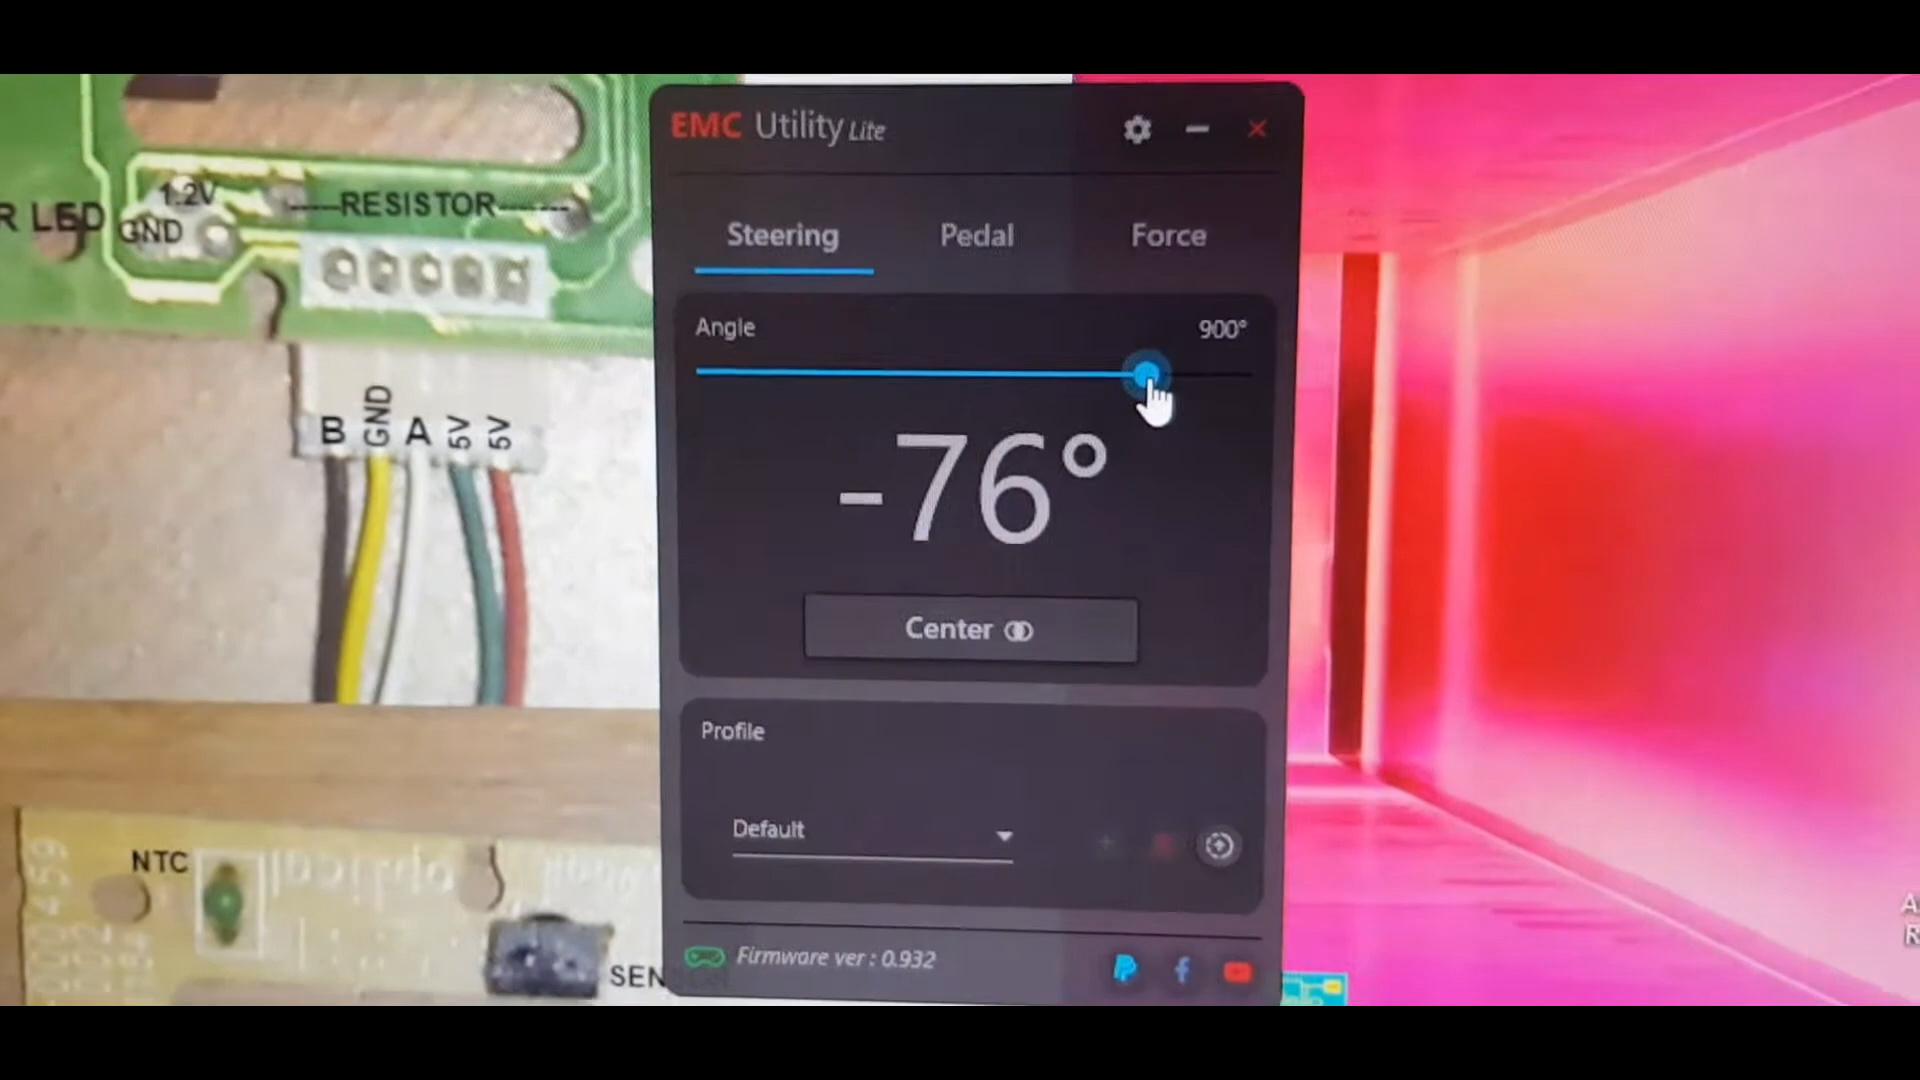 EMC Utility Lite
Steering Pedal Force
Angle 900°
-76°
Center
Profile
Default
Firmware ver : 0.932
1.2V
RESISTOR
R LED GND
B GND A 5V 5V
NTC
SEN